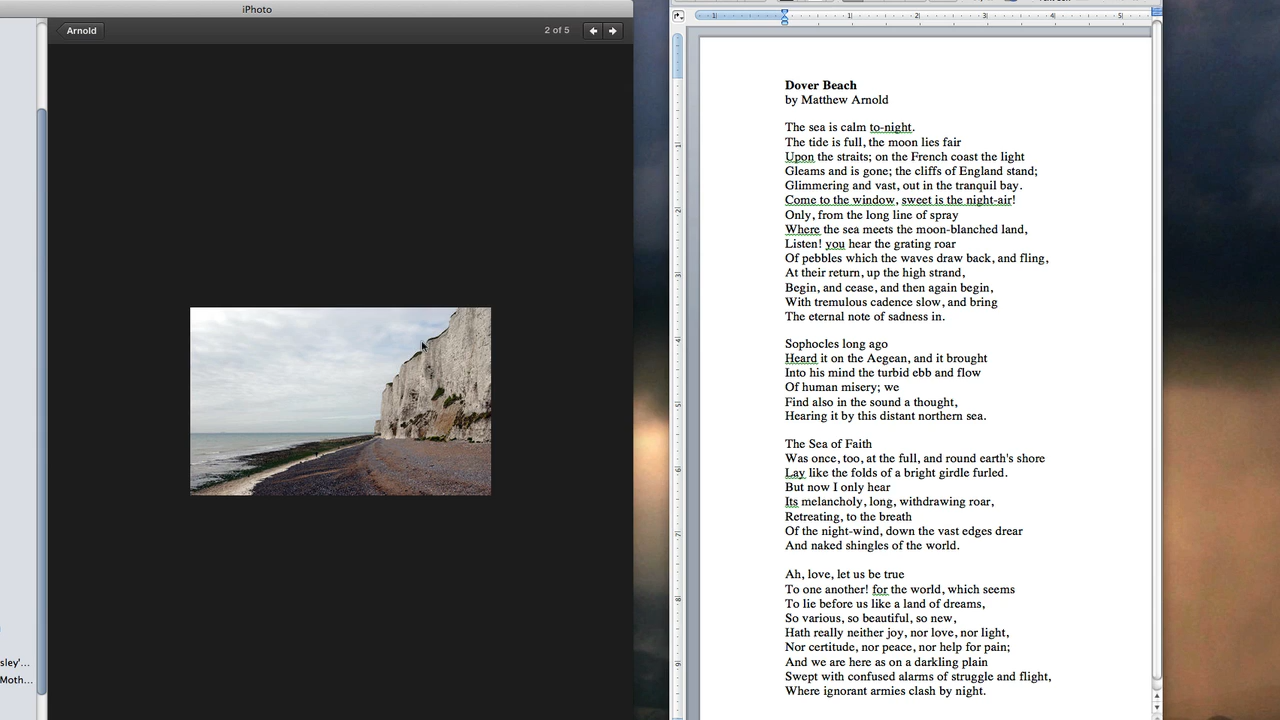 iPhoto
Arnold
2 of 5
sley'...
Moth...
Dover Beach
by Matthew Arnold
The sea is calm to-night.
The tide is full, the moon lies fair
Upon the straits; on the French coast the light
Gleams and is gone; the cliffs of England stand;
Glimmering and vast, out in the tranquil bay.
Come to the window, sweet is the night-air!
Only, from the long line of spray
Where the sea meets the moon-blanched land,
Listen! you hear the grating roar
Of pebbles which the waves draw back, and fling,
At their return, up the high strand,
Begin, and cease, and then again begin,
With tremulous cadence slow, and bring
The eternal note of sadness in.
Sophocles long ago
Heard it on the Aegean, and it brought
Into his mind the turbid ebb and flow
Of human misery; we
Find also in the sound a thought,
Hearing it by this distant northern sea.
The Sea of Faith
Was once, too, at the full, and round earth's shore
Lay like the folds of a bright girdle furled.
But now I only hear
Its melancholy, long, withdrawing roar,
Retreating, to the breath
Of the night-wind, down the vast edges drear
And naked shingles of the world.
Ah, love, let us be true
To one another! for the world, which seems
To lie before us like a land of dreams,
So various, so beautiful, so new,
Hath really neither joy, nor love, nor light,
Nor certitude, nor peace, nor help for pain;
And we are here as on a darkling plain
Swept with confused alarms of struggle and flight,
Where ignorant armies clash by night.